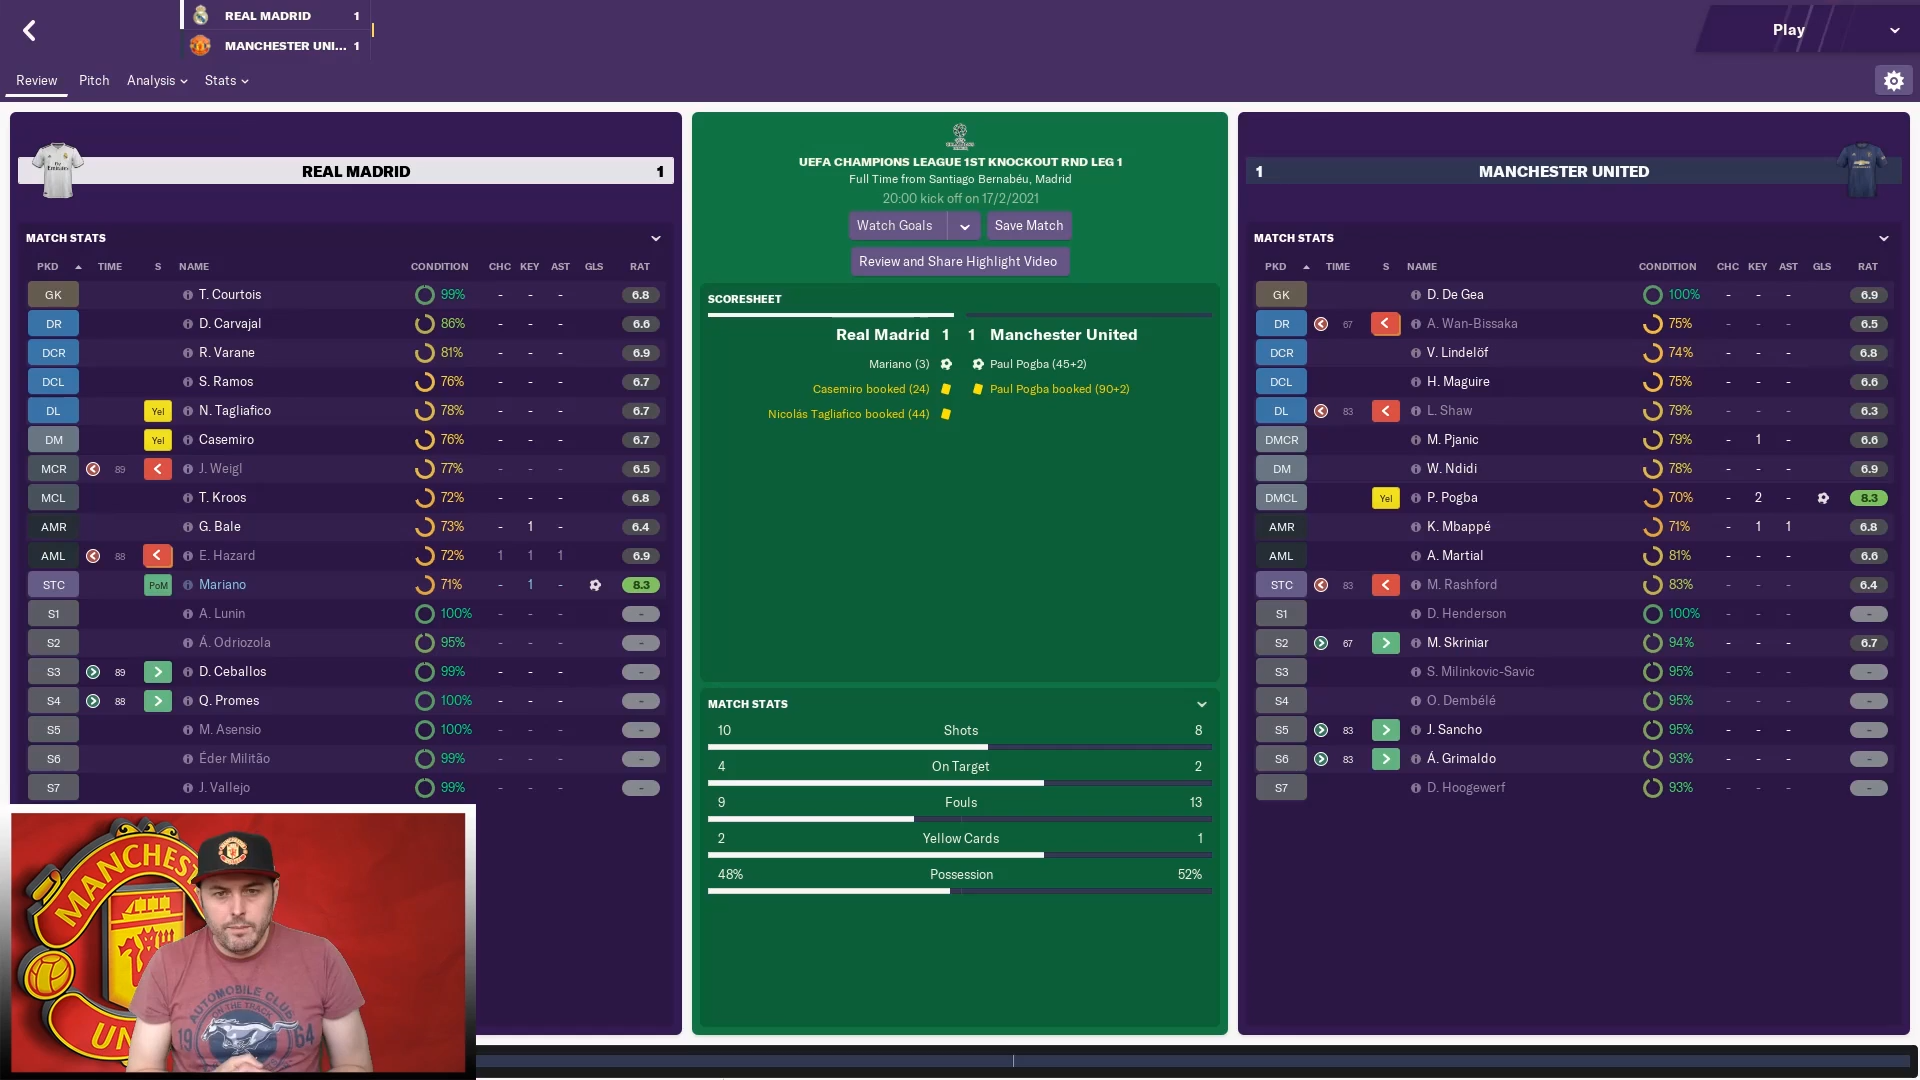 REAL MADRID 1
MANCHESTER UNI... 1
Play
Review Pitch Analysis Stats
REAL MADRID 1
MATCH STATS
PKD TIME S NAME CONDITION CHC KEY AST GLS RAT
GK T. Courtois 99% - - - 6.8
DR D. Carvajal 86% - - - 6.6
DCR R. Varane 81% - - - 6.9
DCL S. Ramos 76% - - - 6.7
DL Yel N. Tagliafico 78% - - - 6.7
DM Yel Casemiro 76% - - - 6.7
MCR 89 J. Weigl 77% - - - 6.5
MCL T. Kroos 72% - - - 6.8
AMR G. Bale 73% - 1 - 6.4
AML 88 E. Hazard 72% 1 1 1 6.9
STC PoM Mariano 71% - 1 - 8.3
S1 A. Lunin 100% - - - -
S2 Á. Odriozola 95% - - - -
S3 89 D. Ceballos 99% - - - -
S4 88 Q. Promes 100% - - - -
S5 M. Asensio 100% - - - -
S6 Éder Militão 99% - - - -
S7 J. Vallejo 99% - - - -
UEFA CHAMPIONS LEAGUE 1ST KNOCKOUT RND LEG 1
Full Time from Santiago Bernabéu, Madrid
20:00 kick off on 17/2/2021
Watch Goals Save Match
Review and Share Highlight Video
SCORESHEET
Real Madrid 1 1 Manchester United
Mariano (3) Paul Pogba (45+2)
Casemiro booked (24) Paul Pogba booked (90+2)
Nicolás Tagliafico booked (44)
MATCH STATS
10 Shots 8
4 On Target 2
9 Fouls 13
2 Yellow Cards 1
48% Possession 52%
1 MANCHESTER UNITED
MATCH STATS
PKD TIME S NAME CONDITION CHC KEY AST GLS RAT
GK D. De Gea 100% - - - 6.9
DR 67 A. Wan-Bissaka 75% - - - 6.5
DCR V. Lindelöf 74% - - - 6.8
DCL H. Maguire 75% - - - 6.6
DL 83 L. Shaw 79% - - - 6.3
DMCR M. Pjanic 79% - 1 - 6.6
DM W. Ndidi 78% - - - 6.9
DMCL Yel P. Pogba 70% - 2 - 8.3
AMR K. Mbappé 71% - 1 1 6.8
AML A. Martial 81% - - - 6.6
STC 83 M. Rashford 83% - - - 6.4
S1 D. Henderson 100% - - - -
S2 67 M. Skriniar 94% - - - 6.7
S3 S. Milinkovic-Savic 95% - - - -
S4 O. Dembélé 95% - - - -
S5 83 J. Sancho 95% - - - -
S6 83 Á. Grimaldo 93% - - - -
S7 D. Hoogewerf 93% - - - -
MANCHEST
UN
AUTOMOBILE CLUB
IN THE TRACK
19 64